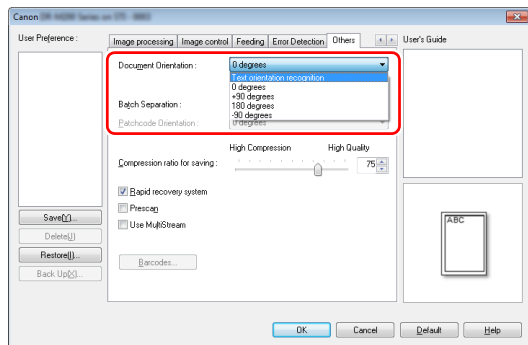 Canon
User Preference :
Image processing Image control Feeding Error Detection Others
User's Guide
Document Orientation :
0 degrees
Text orientation recognition
0 degrees
+90 degrees
180 degrees
-90 degrees
Batch Separation :
Patchcode Orientation :
0 degrees
High Compression High Quality
Compression ratio for saving :
75
Rapid recovery system
Prescan
Use MultiStream
Barcodes...
Save(Y)...
Delete(J)
Restore(I)...
Back Up(X)...
ABC
OK Cancel Default Help